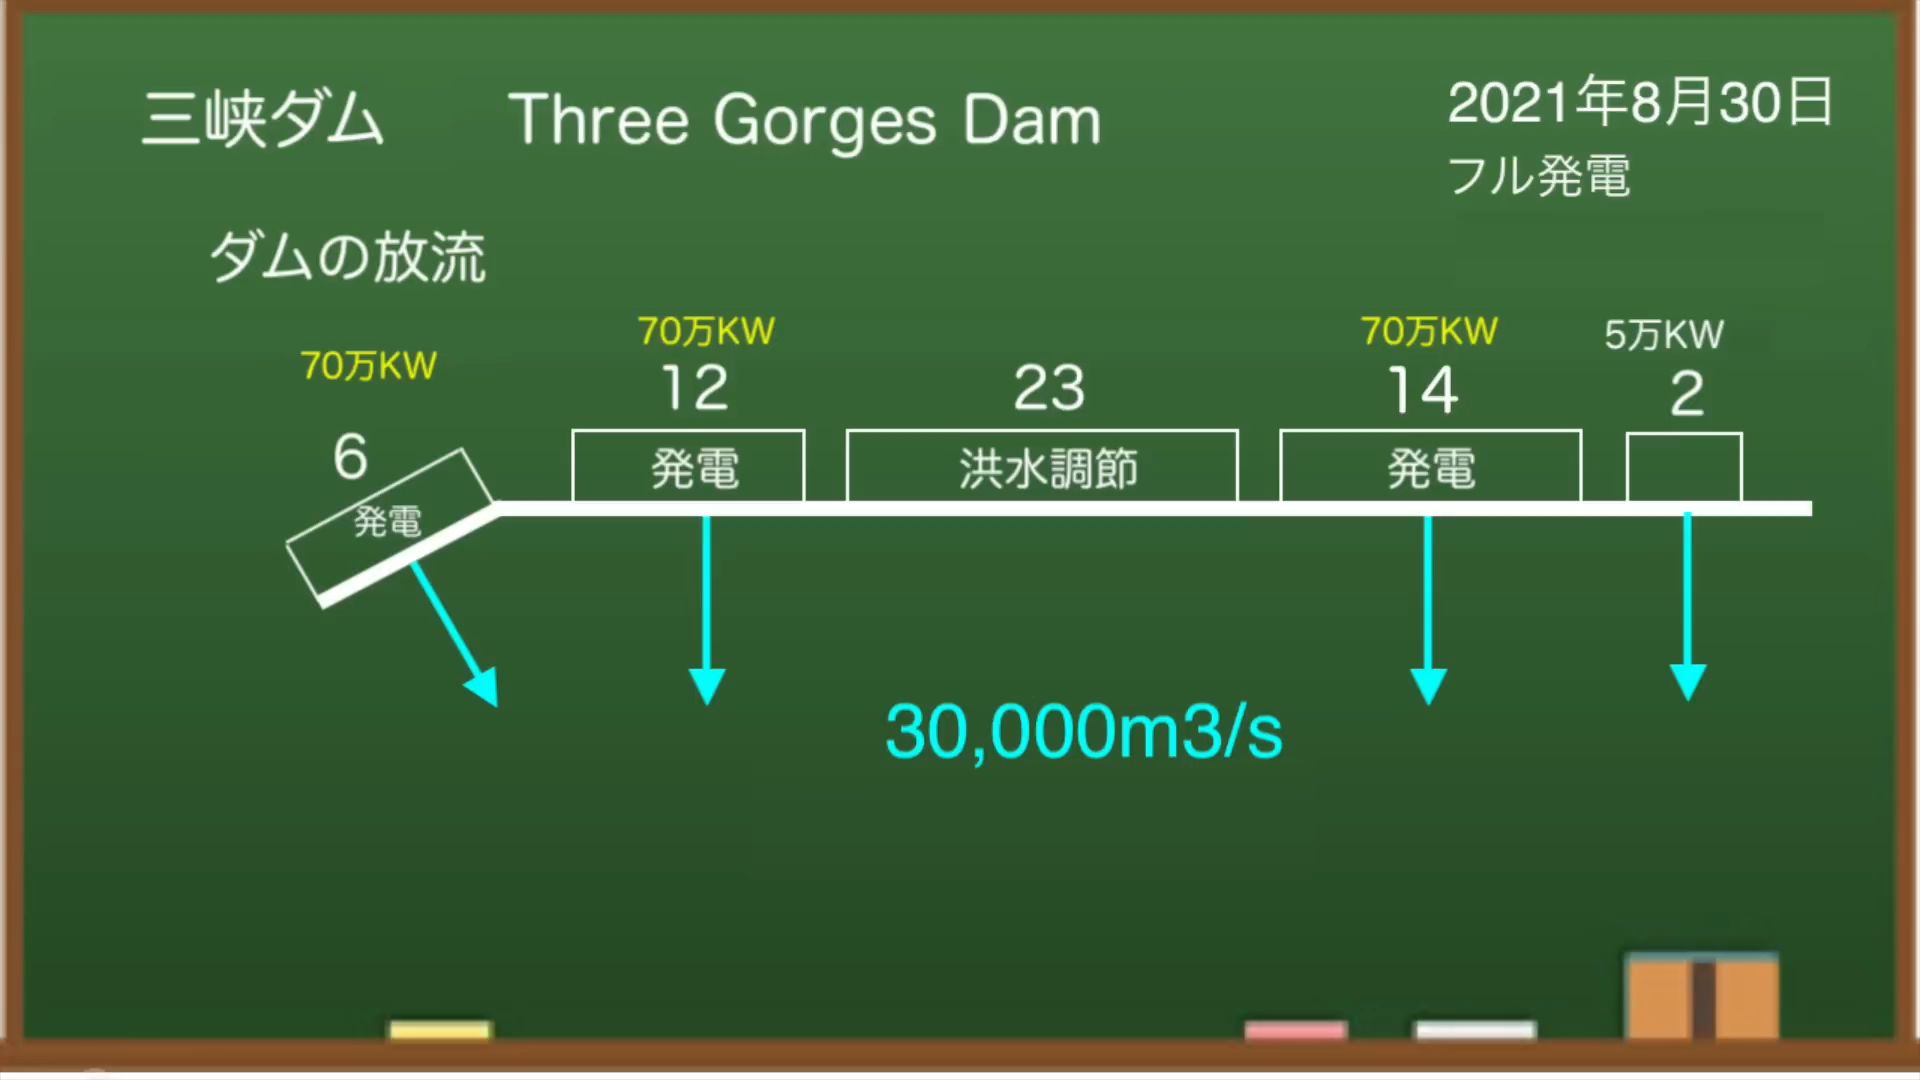 三峡ダム Three Gorges Dam
2021年8月30日
フル発電
ダムの放流
70万KW
70万KW
70万KW
5万KW
6
12
23
14
2
発電
発電
洪水調節
発電
30,000m3/s